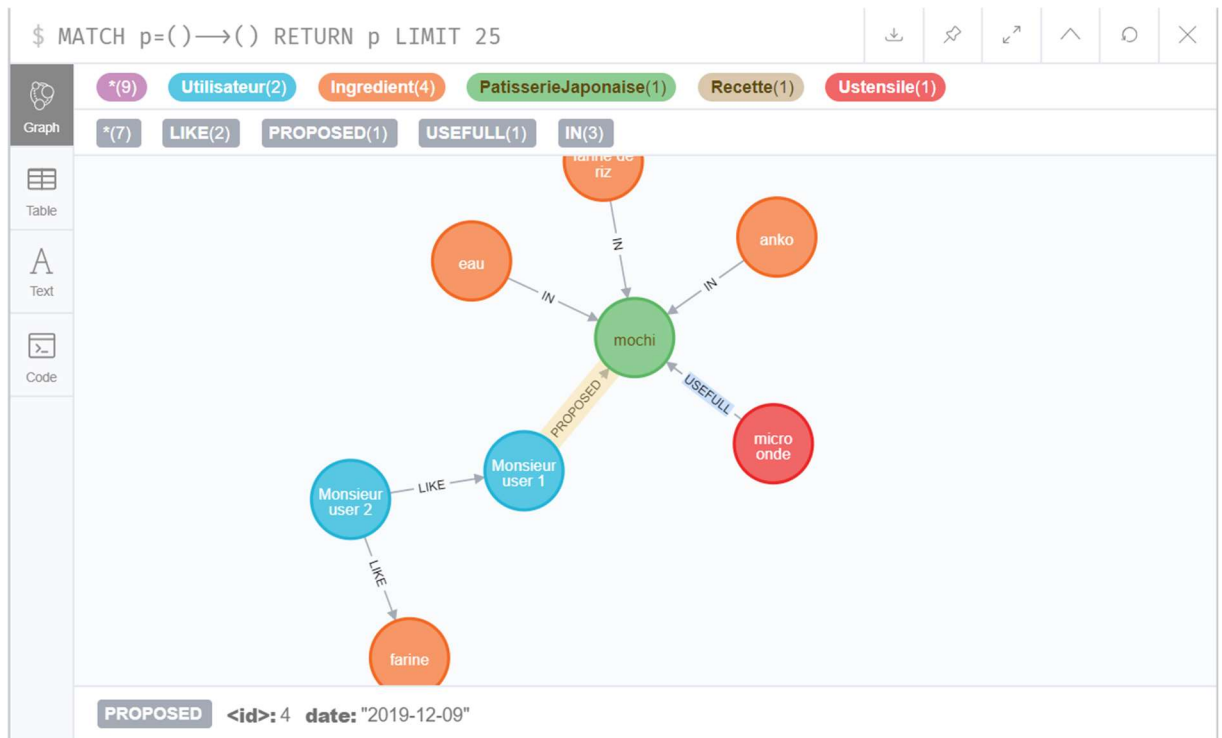 $ MATCH p=()⟶() RETURN p LIMIT 25
Graph
Table
Text
Code
*(9) Utilisateur(2) Ingredient(4) PatisserieJaponaise(1) Recette(1) Ustensile(1)
*(7) LIKE(2) PROPOSED(1) USEFULL(1) IN(3)
farine de
riz
IN
anko
IN
eau
IN
mochi
PROPOSED
USEFULL
micro
onde
Monsieur
user 1
LIKE
Monsieur
user 2
LIKE
farine
PROPOSED <id>: 4 date: "2019-12-09"